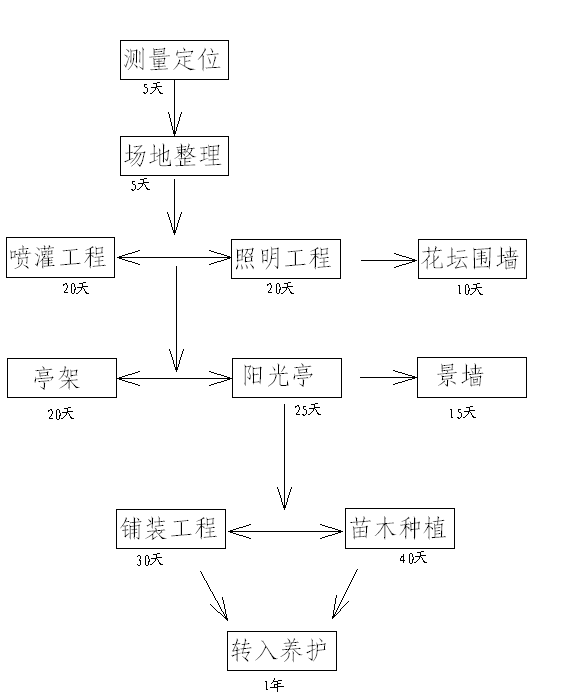 测量定位
5天
场地整理
5天
喷灌工程 照明工程 花坛围墙
20天 20天 10天
亭架 阳光亭 景墙
20天 25天 15天
铺装工程 苗木种植
30天 40天
转入养护
1年